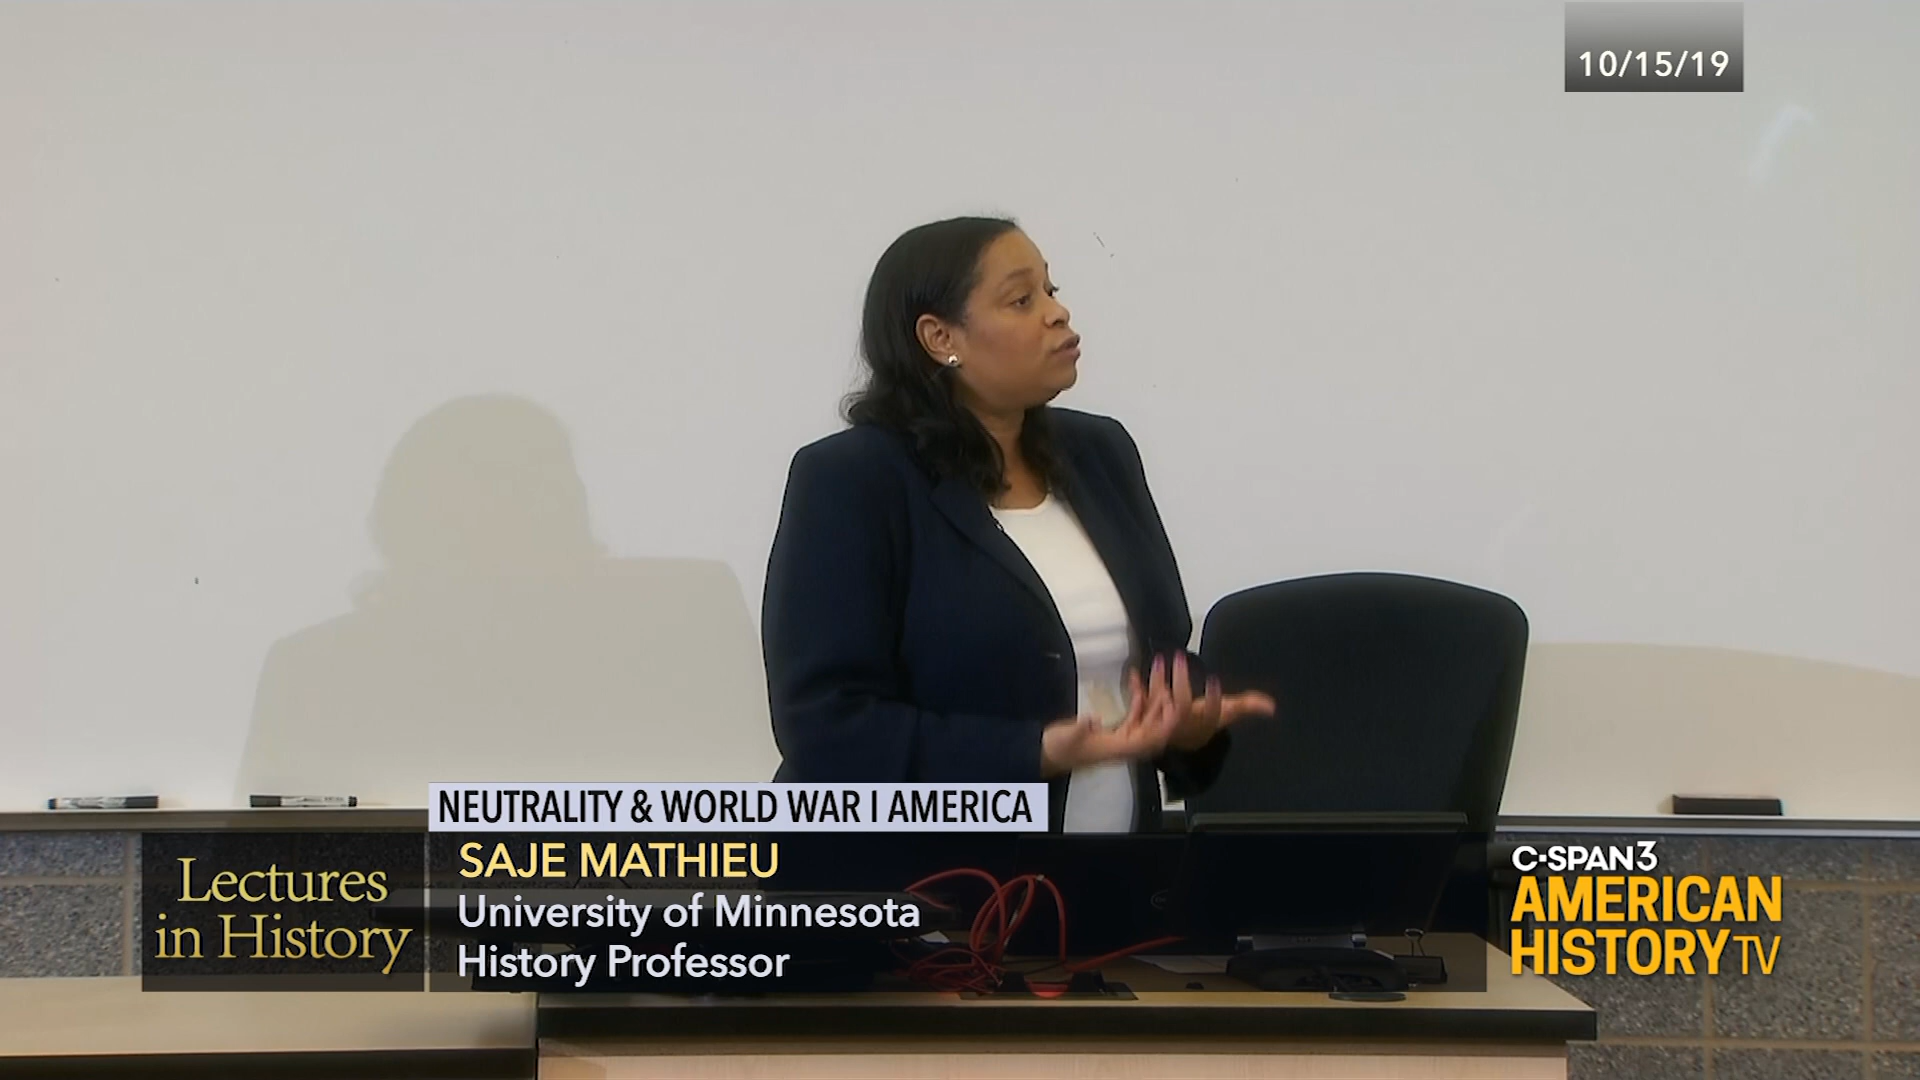 10/15/19
NEUTRALITY & WORLD WAR I AMERICA
Lectures
in History
SAJE MATHIEU
University of Minnesota
History Professor
C-SPAN3
AMERICAN
HISTORY TV